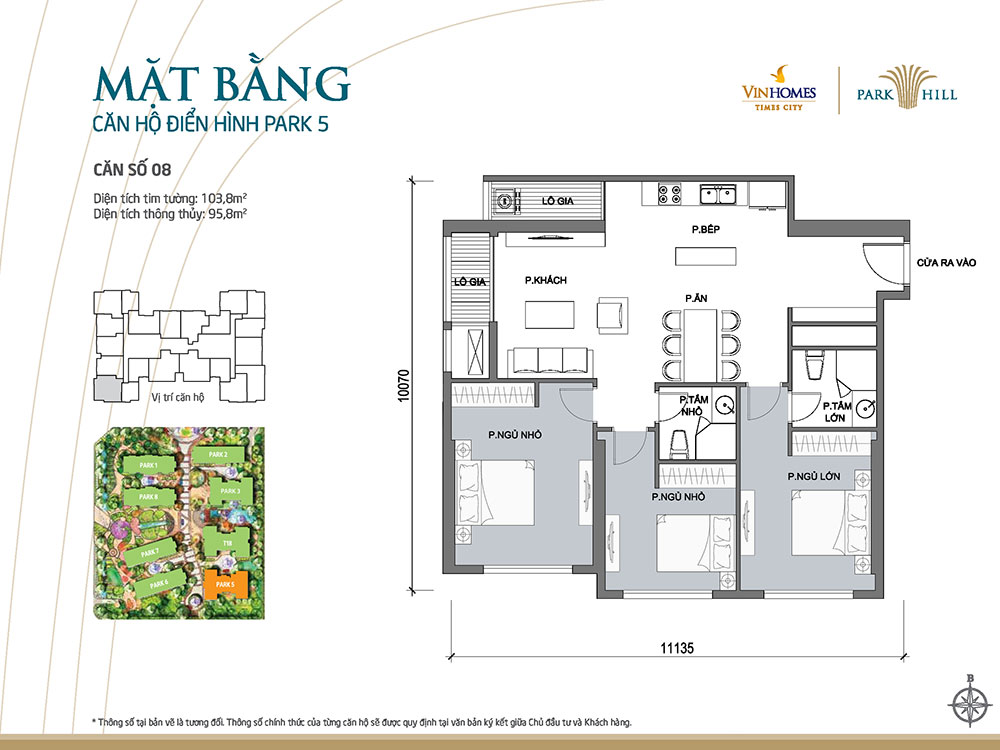 MẶT BẰNG
CĂN HỘ ĐIỂN HÌNH PARK 5
VINHOMES
TIMES CITY
PARK HILL
CĂN SỐ 08
Diện tích tim tường: 103,8m²
Diện tích thông thủy: 95,8m²
LÔ GIA
P.BẾP
CỬA RA VÀO
LÔ GIA
P.KHÁCH
P.ĂN
10070
Vị trí căn hộ
P.TẮM
NHỎ
P.TẮM
LỚN
P.NGỦ NHỎ
P.NGỦ NHỎ
P.NGỦ LỚN
PARK 1
PARK 2
PARK 8
PARK 3
T18
PARK 7
PARK 6
PARK 5
11135
B
* Thông số tại bản vẽ là tương đối. Thông số chính thức của từng căn hộ sẽ được quy định tại văn bản ký kết giữa Chủ đầu tư và Khách hàng.